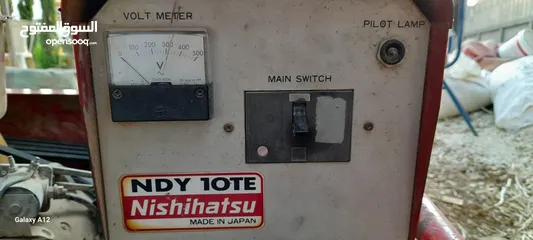 السوق المفتوح
opensooq.com
VOLT METER
PILOT LAMP
0 100 200 300 400 500
V
MAIN SWITCH
NDY 10TE
Nishihatsu
MADE IN JAPAN
Galaxy A12